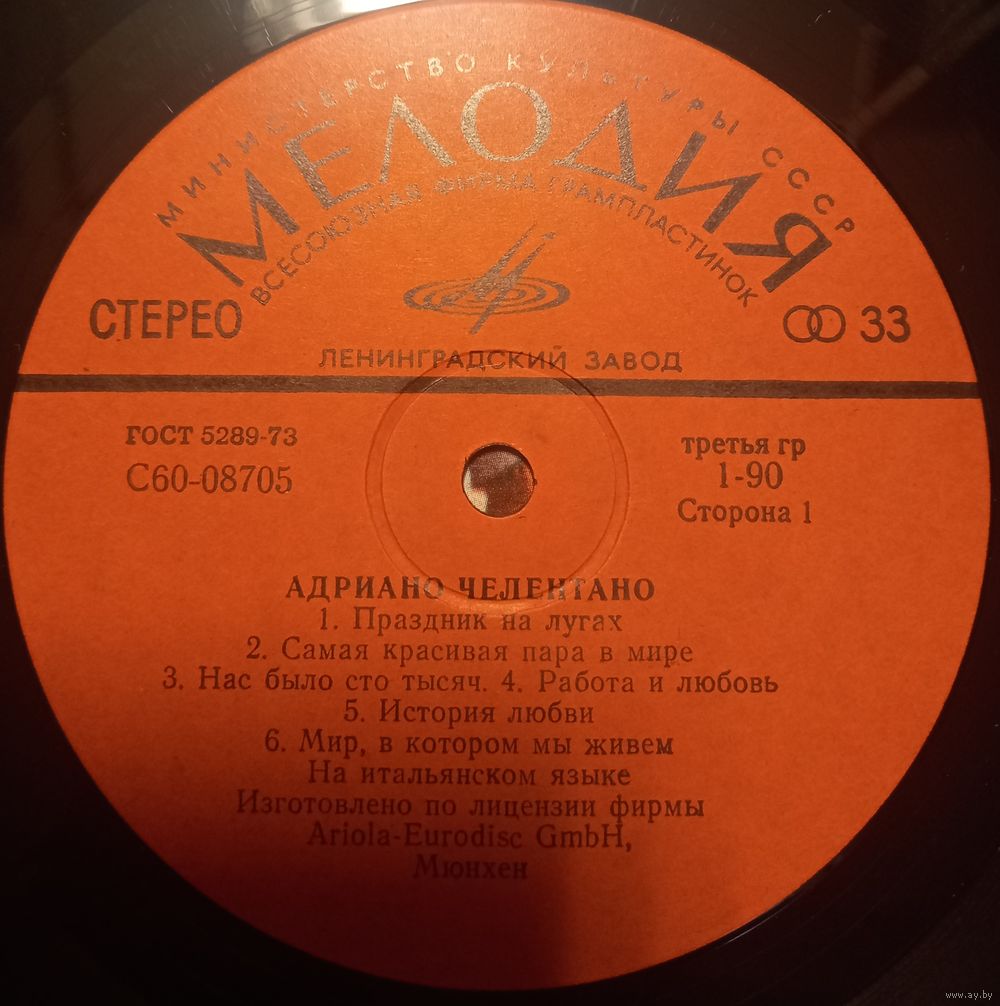 МИНИСТЕРСТВО КУЛЬТУРЫ СССР
МЕЛОДИЯ
ВСЕСОЮЗНАЯ ФИРМА ГРАМПЛАСТИНОК
СТЕРЕО
33
ЛЕНИНГРАДСКИЙ ЗАВОД
ГОСТ 5289-73
С60-08705
третья гр
1-90
Сторона 1
АДРИАНО ЧЕЛЕНТАНО
1. Праздник на лугах
2. Самая красивая пара в мире
3. Нас было сто тысяч. 4. Работа и любовь
5. История любви
6. Мир, в котором мы живем
На итальянском языке
Изготовлено по лицензии фирмы
Ariola-Eurodisc GmbH,
Мюнхен
www.ay.by